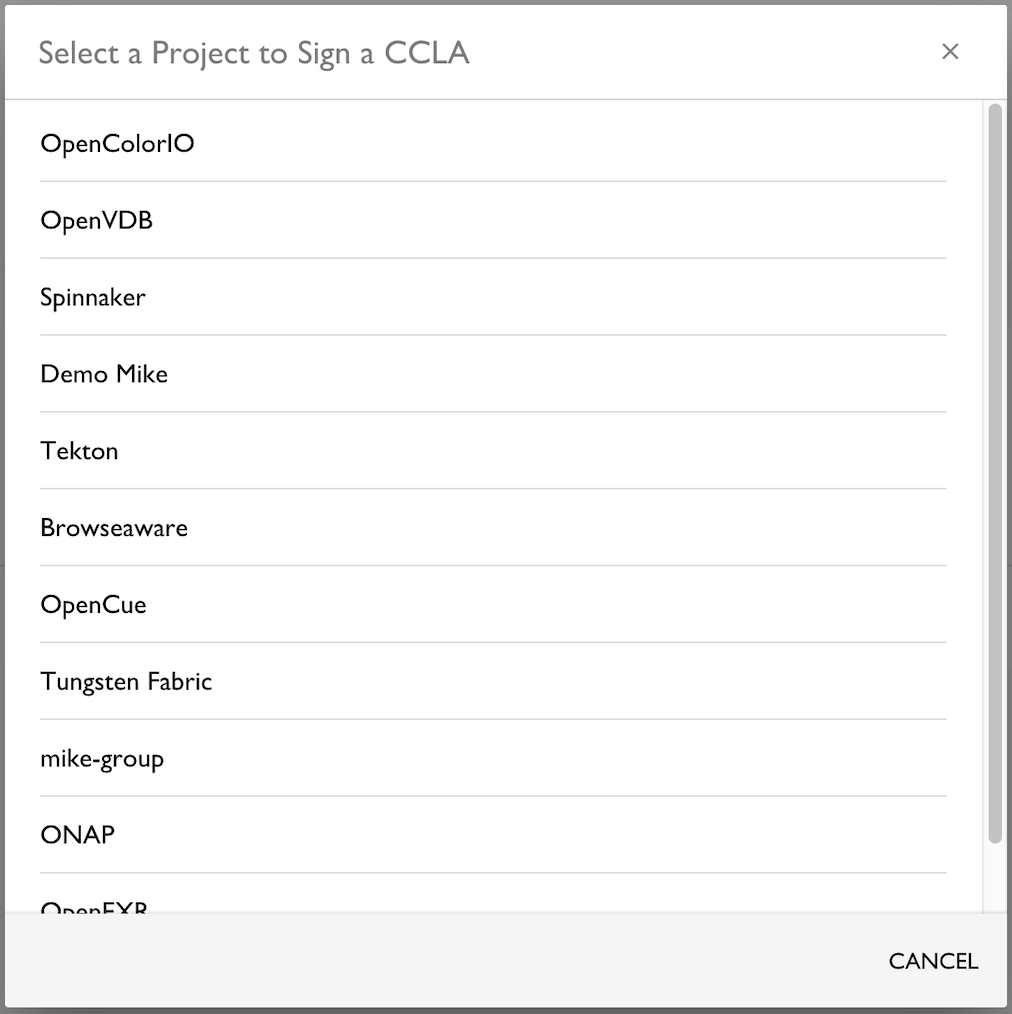 Select a Project to Sign a CCLA
OpenColorIO
OpenVDB
Spinnaker
Demo Mike
Tekton
Browseaware
OpenCue
Tungsten Fabric
mike-group
ONAP
OpenEXR
CANCEL